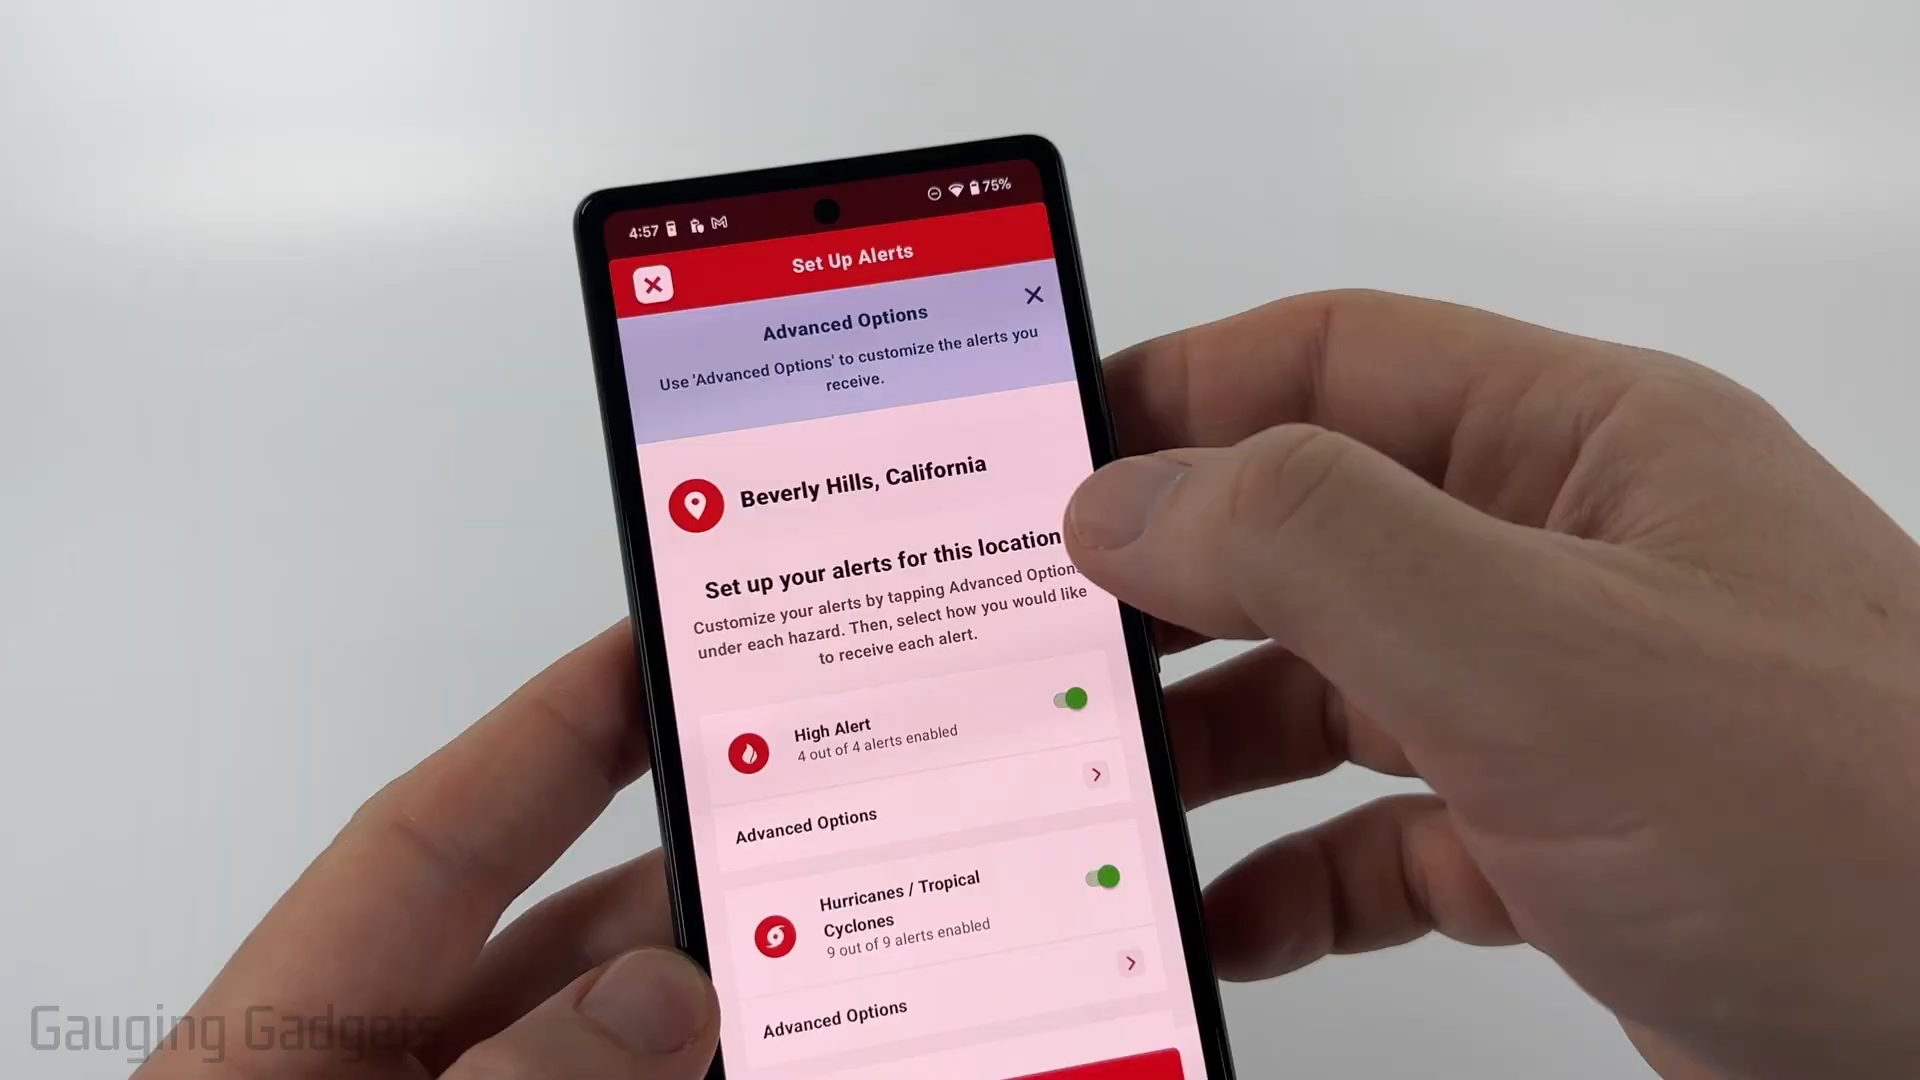 4:57
75%
Set Up Alerts
Advanced Options
Use 'Advanced Options' to customize the alerts you
receive.
Beverly Hills, California
Set up your alerts for this location
Customize your alerts by tapping Advanced Option
under each hazard. Then, select how you would like
to receive each alert.
High Alert
4 out of 4 alerts enabled
Advanced Options
Hurricanes / Tropical
Cyclones
9 out of 9 alerts enabled
Advanced Options
Gauging Gadgets